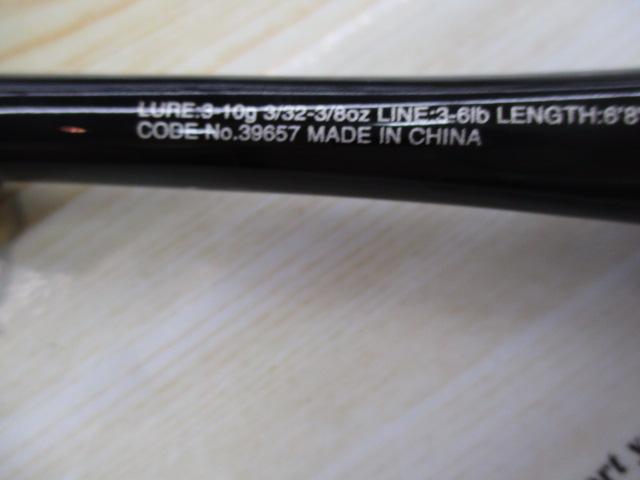 LURE:3-10g 3/32-3/8oz LINE:3-6lb LENGTH:6'8"
CODE No.39657 MADE IN CHINA